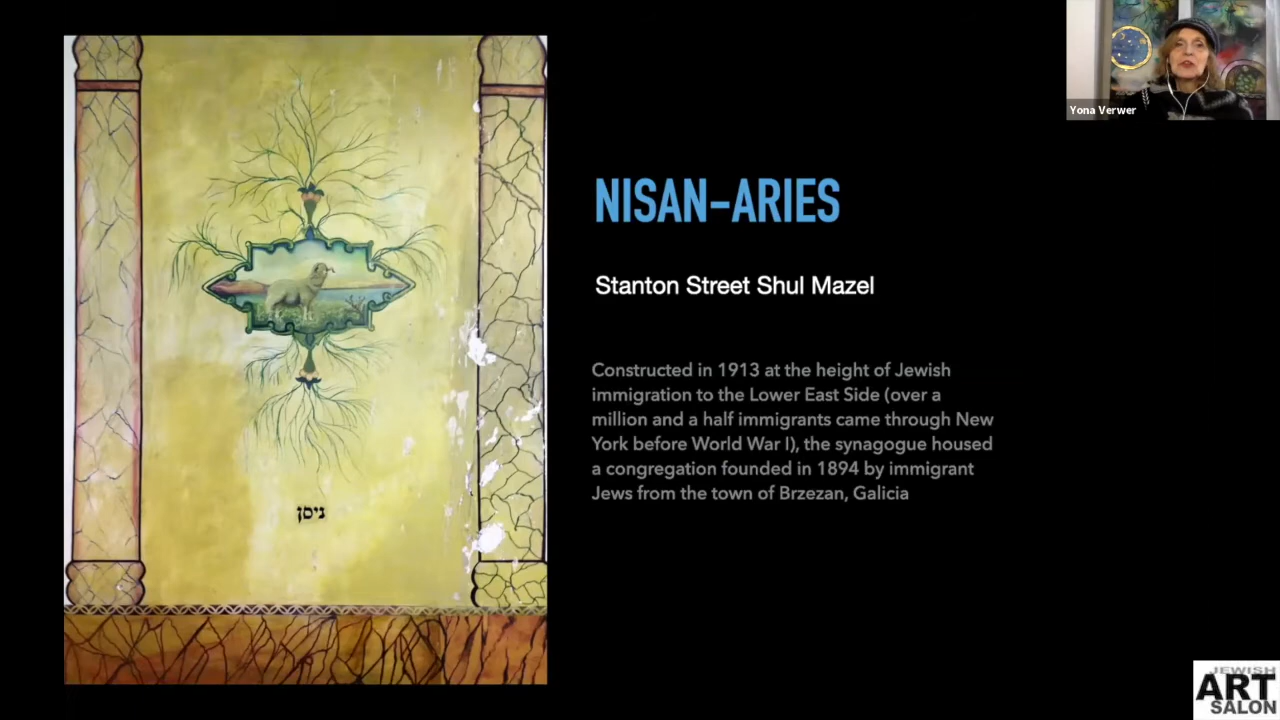 Yona Verwer
NISAN-ARIES
Stanton Street Shul Mazel
Constructed in 1913 at the height of Jewish
immigration to the Lower East Side (over a
million and a half immigrants came through New
York before World War I), the synagogue housed
a congregation founded in 1894 by immigrant
Jews from the town of Brzezan, Galicia
ניסן
JEWISH
ART
SALON